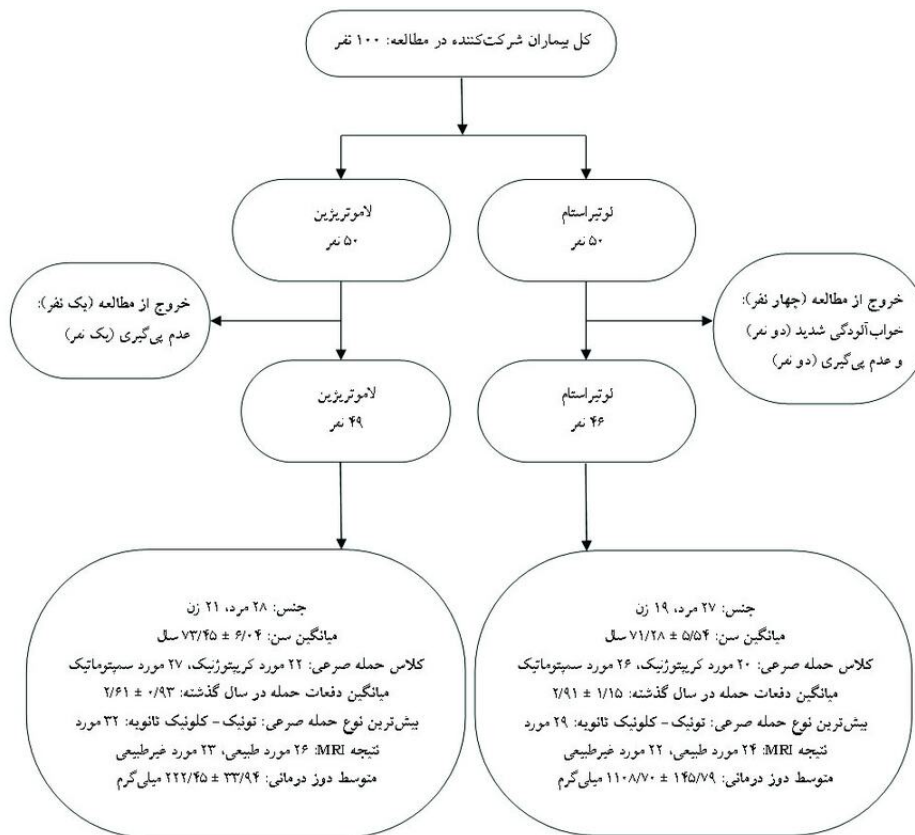 کل بیماران شرکت‌کننده در مطالعه: ۱۰۰ نفر
لوتیراستام
۵۰ نفر
لاموتریژین
۵۰ نفر
خروج از مطالعه (چهار نفر):
خواب‌آلودگی شدید (دو نفر)
و عدم پی‌گیری (دو نفر)
خروج از مطالعه (یک نفر):
عدم پی‌گیری (یک نفر)
لوتیراستام
۴۶ نفر
لاموتریژین
۴۹ نفر
جنس: ۲۷ مرد، ۱۹ زن
میانگین سن: ۵/۵۴ ± ۷۱/۲۸ سال
کلاس حمله صرعی: ۲۰ مورد کریپتوژنیک، ۲۶ مورد سمپتوماتیک
میانگین دفعات حمله در سال گذشته: ۱/۱۵ ± ۲/۹۱
بیش‌ترین نوع حمله صرعی: تونیک - کلونیک ثانویه: ۲۹ مورد
نتیجه MRI: ۲۴ مورد طبیعی، ۲۲ مورد غیرطبیعی
متوسط دوز درمانی: ۱۴۵/۷۹ ± ۱۱۰۸/۷۰ میلی‌گرم
جنس: ۲۸ مرد، ۲۱ زن
میانگین سن: ۶/۰۴ ± ۷۳/۴۵ سال
کلاس حمله صرعی: ۲۲ مورد کریپتوژنیک، ۲۷ مورد سمپتوماتیک
میانگین دفعات حمله در سال گذشته: ۰/۹۳ ± ۲/۶۱
بیش‌ترین نوع حمله صرعی: تونیک - کلونیک ثانویه: ۳۲ مورد
نتیجه MRI: ۲۶ مورد طبیعی، ۲۳ مورد غیرطبیعی
متوسط دوز درمانی: ۳۳/۹۴ ± ۲۲۲/۴۵ میلی‌گرم